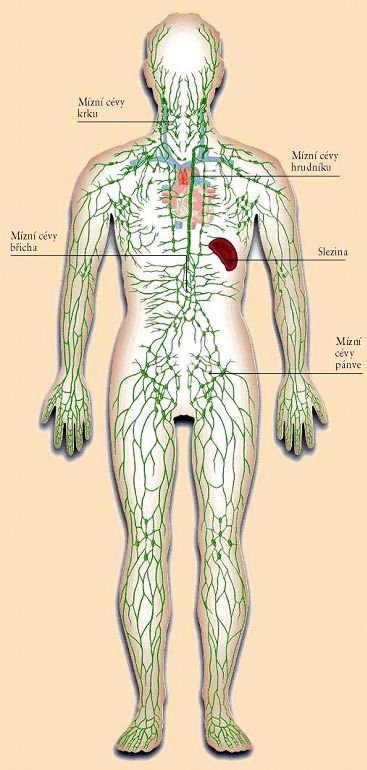 Mízní cévy
krku
Mízní cévy
hrudníku
Mízní cévy
břicha
Slezina
Mízní
cévy
pánve